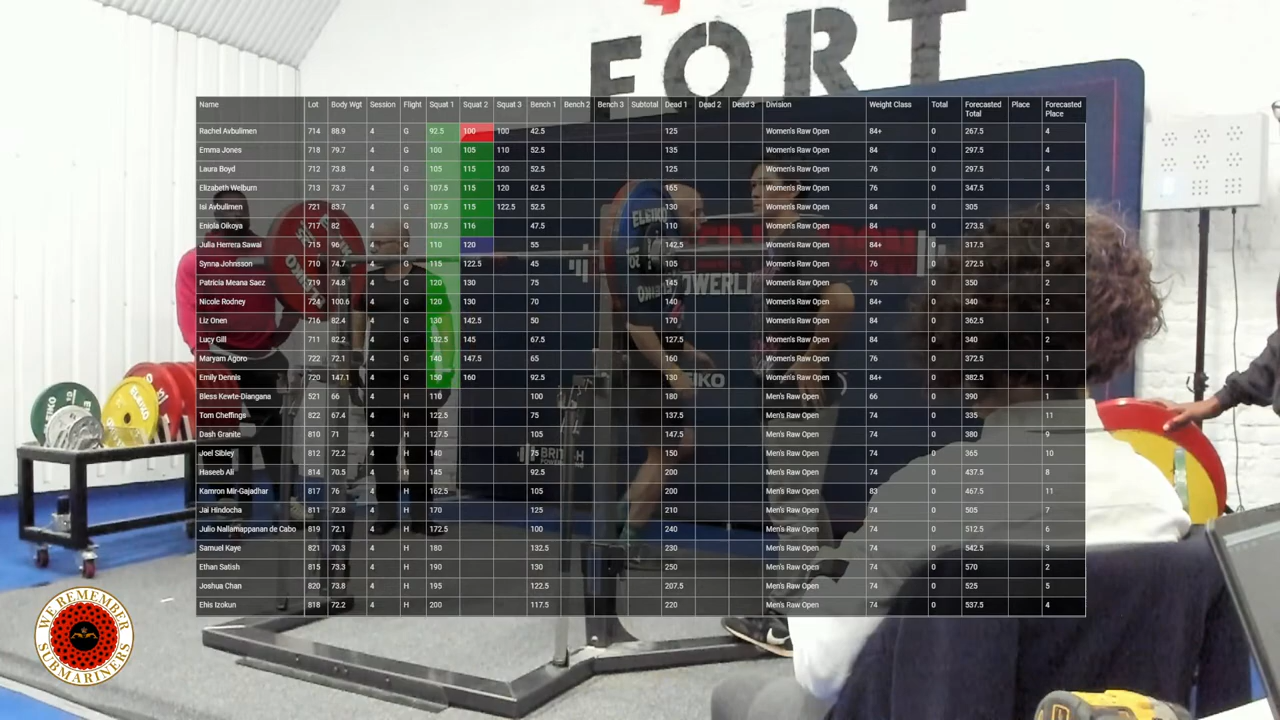 FORT
Name Lot Body Wgt Session Flight Squat 1 Squat 2 Squat 3 Bench 1 Bench 2 Bench 3 Subtotal Dead 1 Dead 2 Dead 3 Division Weight Class Total Forecasted Total Place Forecasted Place
Rachel Avbulimen 714 88.9 4 G 92.5 100 100 42.5 125 Women's Raw Open 84+ 0 267.5 4
Emma Jones 718 79.7 4 G 100 105 110 52.5 135 Women's Raw Open 84 0 297.5 4
Laura Boyd 712 73.8 4 G 105 115 120 52.5 125 Women's Raw Open 76 0 297.5 4
Elizabeth Welburn 713 73.7 4 G 107.5 115 120 62.5 165 Women's Raw Open 76 0 347.5 3
Isi Avbulimen 721 83.7 4 G 107.5 115 122.5 52.5 130 Women's Raw Open 84 0 305 3
Eniola Oikoya 717 82 4 G 107.5 116 47.5 110 Women's Raw Open 84 0 273.5 6
Julia Herrera Sawai 715 96 4 G 110 120 55 142.5 Women's Raw Open 84+ 0 317.5 3
Synna Johnsson 710 74.7 4 G 115 122.5 45 105 Women's Raw Open 76 0 272.5 5
Patricia Meana Saez 719 74.8 4 G 120 130 75 145 Women's Raw Open 76 0 350 2
Nicole Rodney 724 100.6 4 G 120 130 70 140 Women's Raw Open 84+ 0 340 2
Liz Onen 716 82.4 4 G 130 142.5 50 170 Women's Raw Open 84 0 362.5 1
Lucy Gill 711 82.2 4 G 132.5 145 67.5 127.5 Women's Raw Open 84 0 340 2
Maryam Agoro 722 72.1 4 G 140 147.5 65 160 Women's Raw Open 76 0 372.5 1
Emily Dennis 720 147.1 4 G 150 160 92.5 130 Women's Raw Open 84+ 0 382.5 1
Bless Kewte-Diangana 521 66 4 H 110 100 180 Men's Raw Open 66 0 390 1
Tom Cheffings 822 67.4 4 H 122.5 75 137.5 Men's Raw Open 74 0 335 11
Dash Granite 810 71 4 H 127.5 105 147.5 Men's Raw Open 74 0 380 9
Joel Sibley 812 72.2 4 H 140 75 150 Men's Raw Open 74 0 365 10
Haseeb Ali 814 70.5 4 H 145 92.5 200 Men's Raw Open 74 0 437.5 8
Kamron Mir-Gajadhar 817 76 4 H 162.5 105 200 Men's Raw Open 83 0 467.5 11
Jai Hindocha 811 72.8 4 H 170 125 210 Men's Raw Open 74 0 505 7
Julio Nallamappanan de Cabo 819 72.1 4 H 172.5 100 240 Men's Raw Open 74 0 512.5 6
Samuel Kaye 821 70.3 4 H 180 132.5 230 Men's Raw Open 74 0 542.5 3
Ethan Satish 815 73.3 4 H 190 130 250 Men's Raw Open 74 0 570 2
Joshua Chan 820 73.8 4 H 195 122.5 207.5 Men's Raw Open 74 0 525 5
Ehis Izokun 818 72.2 4 H 200 117.5 220 Men's Raw Open 74 0 537.5 4
ELEIKO
WE REMEMBER
SUBMARINERS